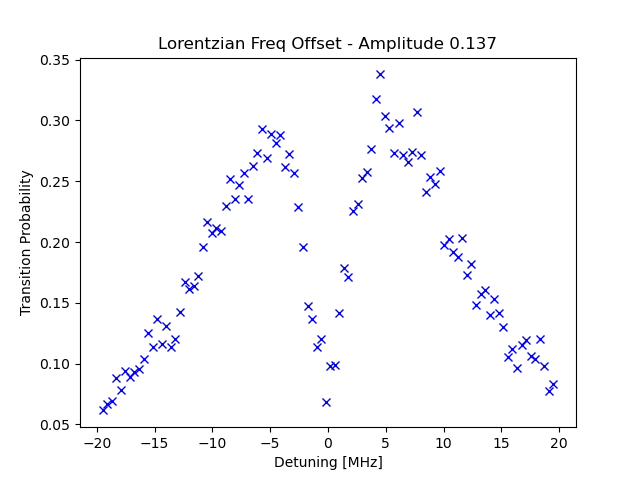 Lorentzian Freq Offset - Amplitude 0.137
0.35
0.30
0.25
0.20
0.15
0.10
0.05
Transition Probability
−20 −15 −10 −5 0 5 10 15 20
Detuning [MHz]